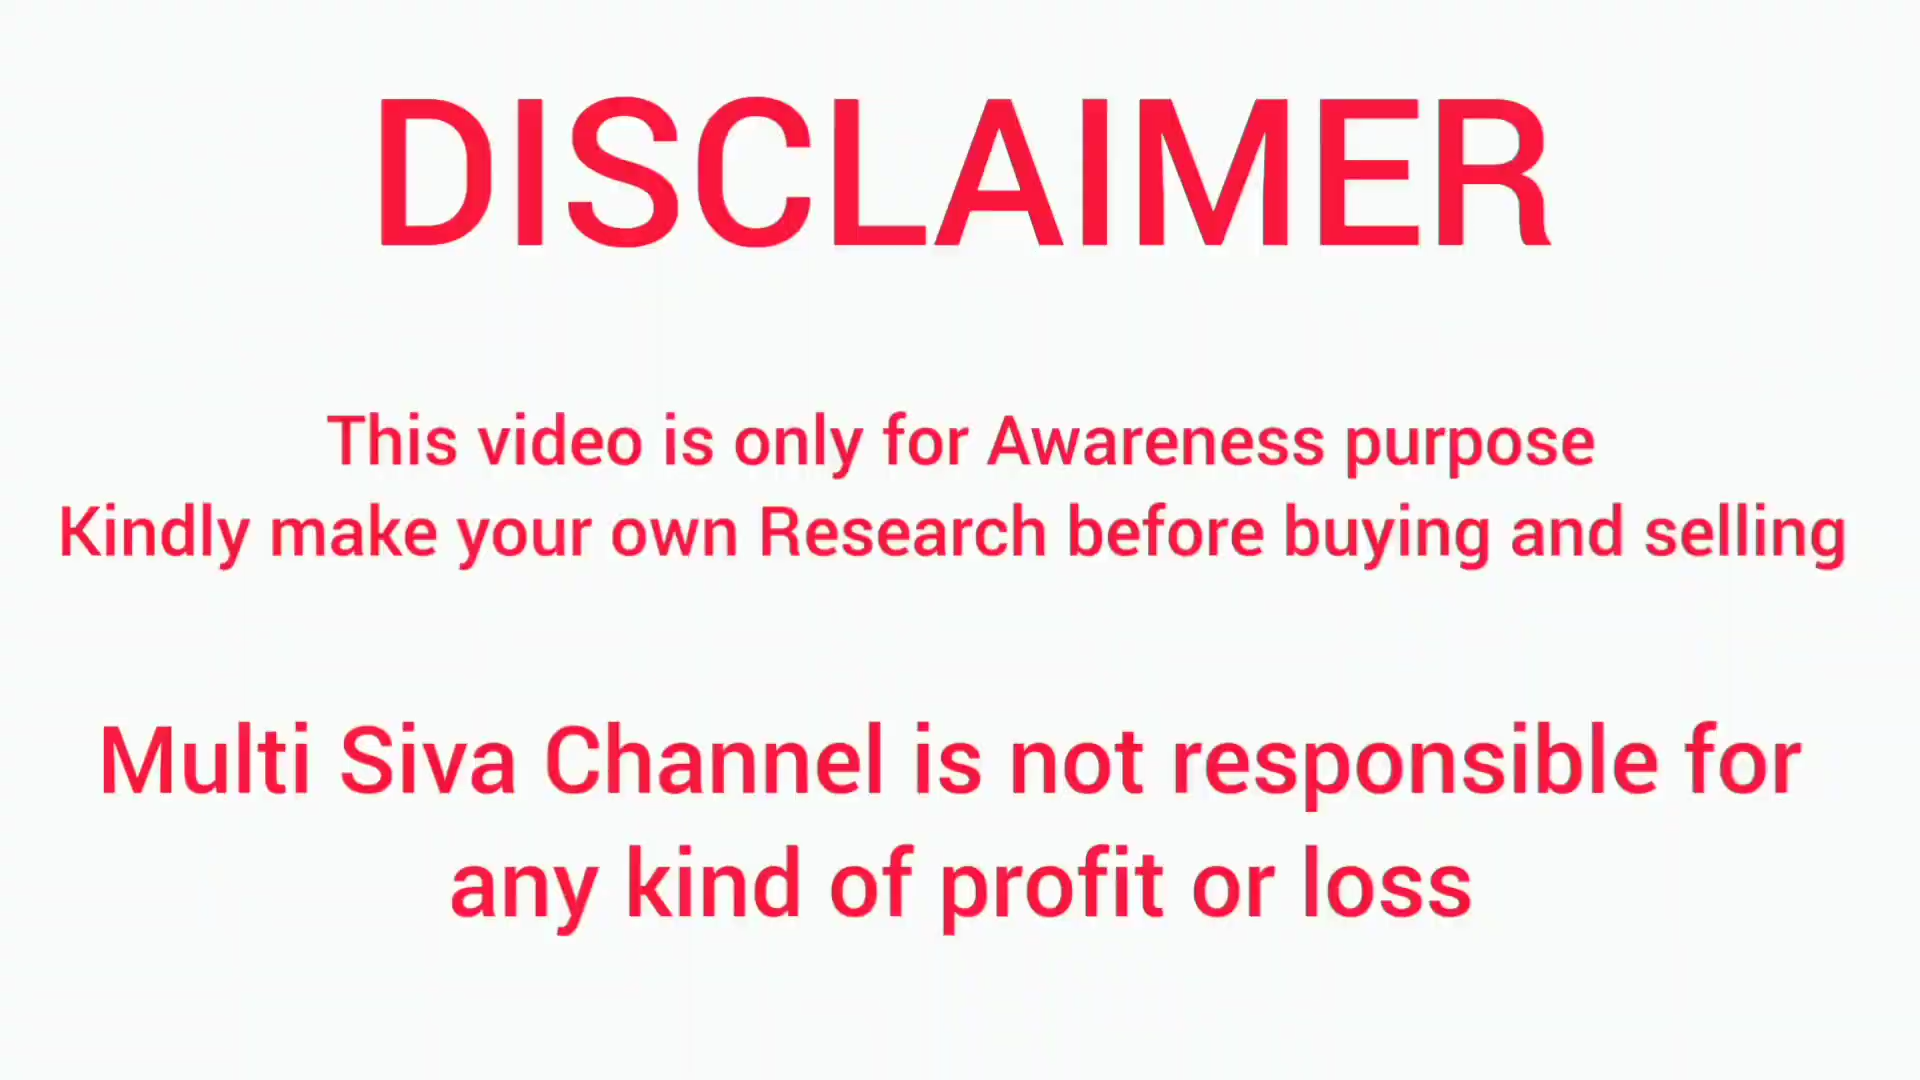 DISCLAIMER
This video is only for Awareness purpose
Kindly make your own Research before buying and selling
Multi Siva Channel is not responsible for
any kind of profit or loss